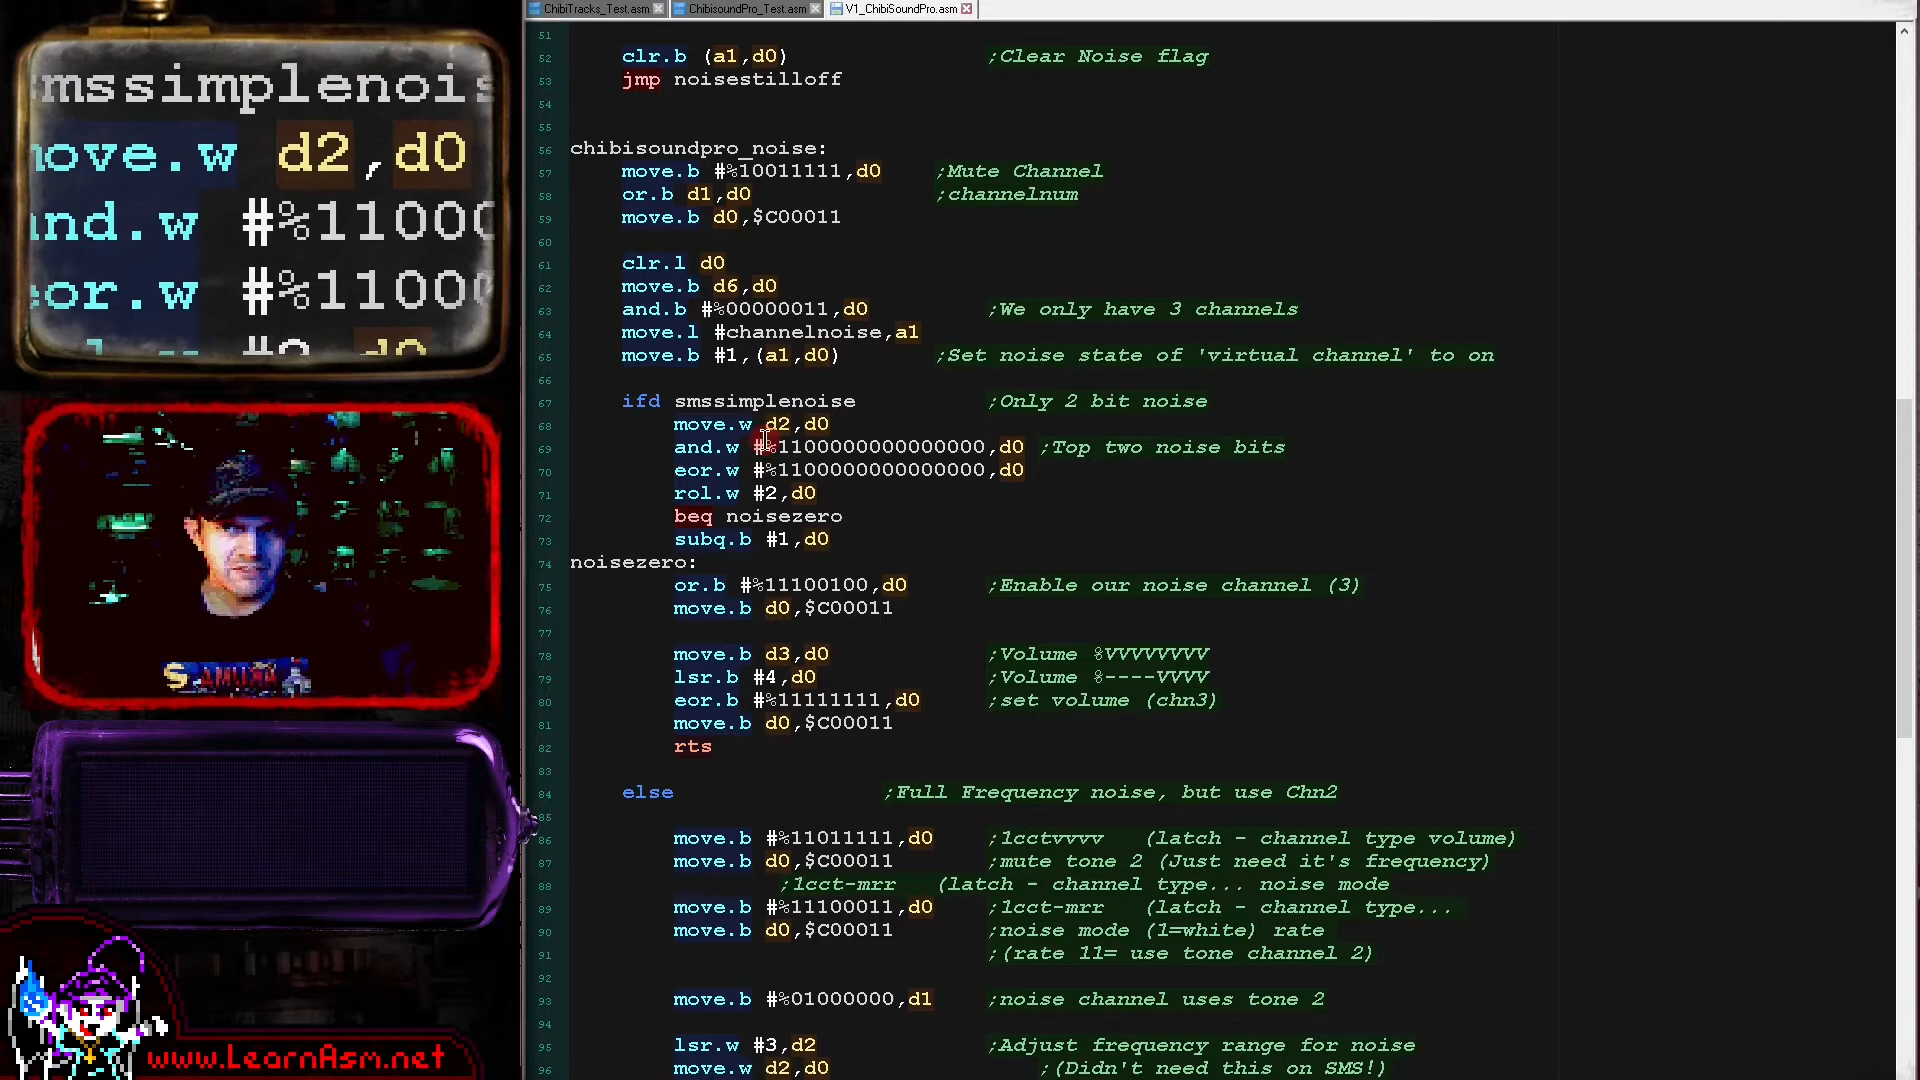 ChibiTracks_Test.asm
ChibisoundPro_Test.asm
V1_ChibiSoundPro.asm
mssimplenois
move.w d2,d0
and.w #%11000
eor.w #%11000
SAMURAI
www.LearnAsm.net
51
52 clr.b (a1,d0) ;Clear Noise flag
53 jmp noisestilloff
54
55
56 chibisoundpro_noise:
57 move.b #%10011111,d0 ;Mute Channel
58 or.b d1,d0 ;channelnum
59 move.b d0,$C00011
60
61 clr.l d0
62 move.b d6,d0
63 and.b #%00000011,d0 ;We only have 3 channels
64 move.l #channelnoise,a1
65 move.b #1,(a1,d0) ;Set noise state of 'virtual channel' to on
66
67 ifd smssimplenoise ;Only 2 bit noise
68 move.w d2,d0
69 and.w #%1100000000000000,d0 ;Top two noise bits
70 eor.w #%1100000000000000,d0
71 rol.w #2,d0
72 beq noisezero
73 subq.b #1,d0
74 noisezero:
75 or.b #%11100100,d0 ;Enable our noise channel (3)
76 move.b d0,$C00011
77
78 move.b d3,d0 ;Volume %VVVVVVVV
79 lsr.b #4,d0 ;Volume %----VVVV
80 eor.b #%11111111,d0 ;set volume (chn3)
81 move.b d0,$C00011
82 rts
83
84 else ;Full Frequency noise, but use Chn2
85
86 move.b #%11011111,d0 ;1cctvvvv (latch - channel type volume)
87 move.b d0,$C00011 ;mute tone 2 (Just need it's frequency)
88 ;1cct-mrr (latch - channel type... noise mode
89 move.b #%11100011,d0 ;1cct-mrr (latch - channel type...
90 move.b d0,$C00011 ;noise mode (1=white) rate
91 ;(rate 11= use tone channel 2)
92
93 move.b #%01000000,d1 ;noise channel uses tone 2
94
95 lsr.w #3,d2 ;Adjust frequency range for noise
96 move.w d2,d0 ;(Didn't need this on SMS!)